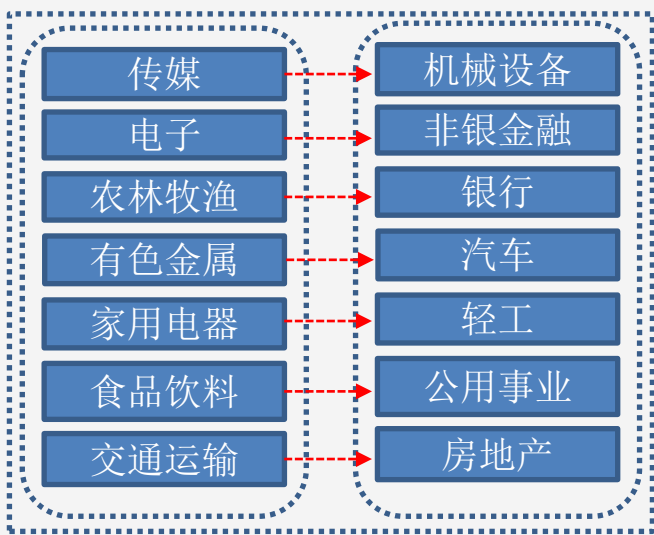 传媒
机械设备
电子
非银金融
农林牧渔
银行
有色金属
汽车
家用电器
轻工
食品饮料
公用事业
交通运输
房地产